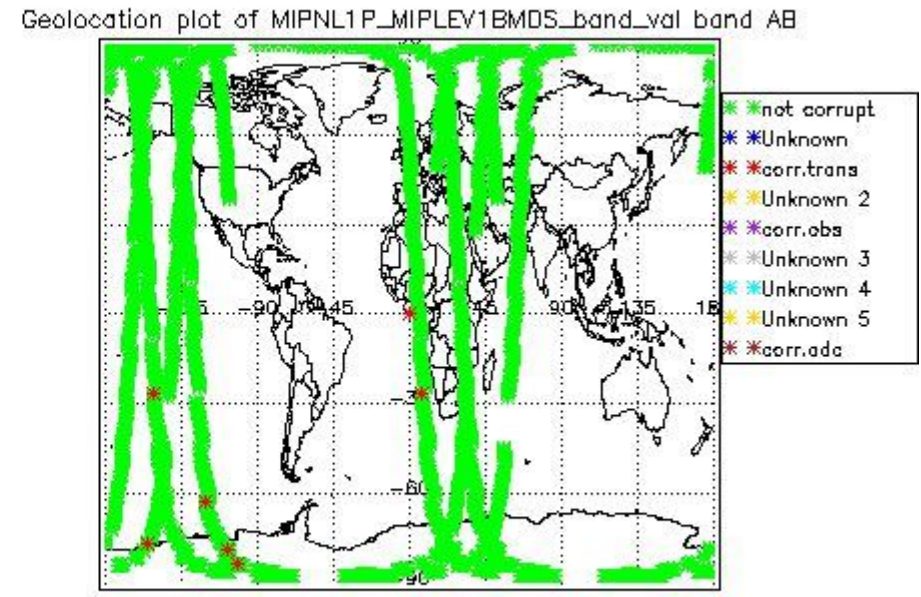 Geolocation plot of MIPNL1P_MIPLEV1BMDS_band_val band AB
not corrupt
Unknown
corr.trans
Unknown 2
corr.obs
Unknown 3
Unknown 4
Unknown 5
corr.adc
-90
45
90
135
-60
-90